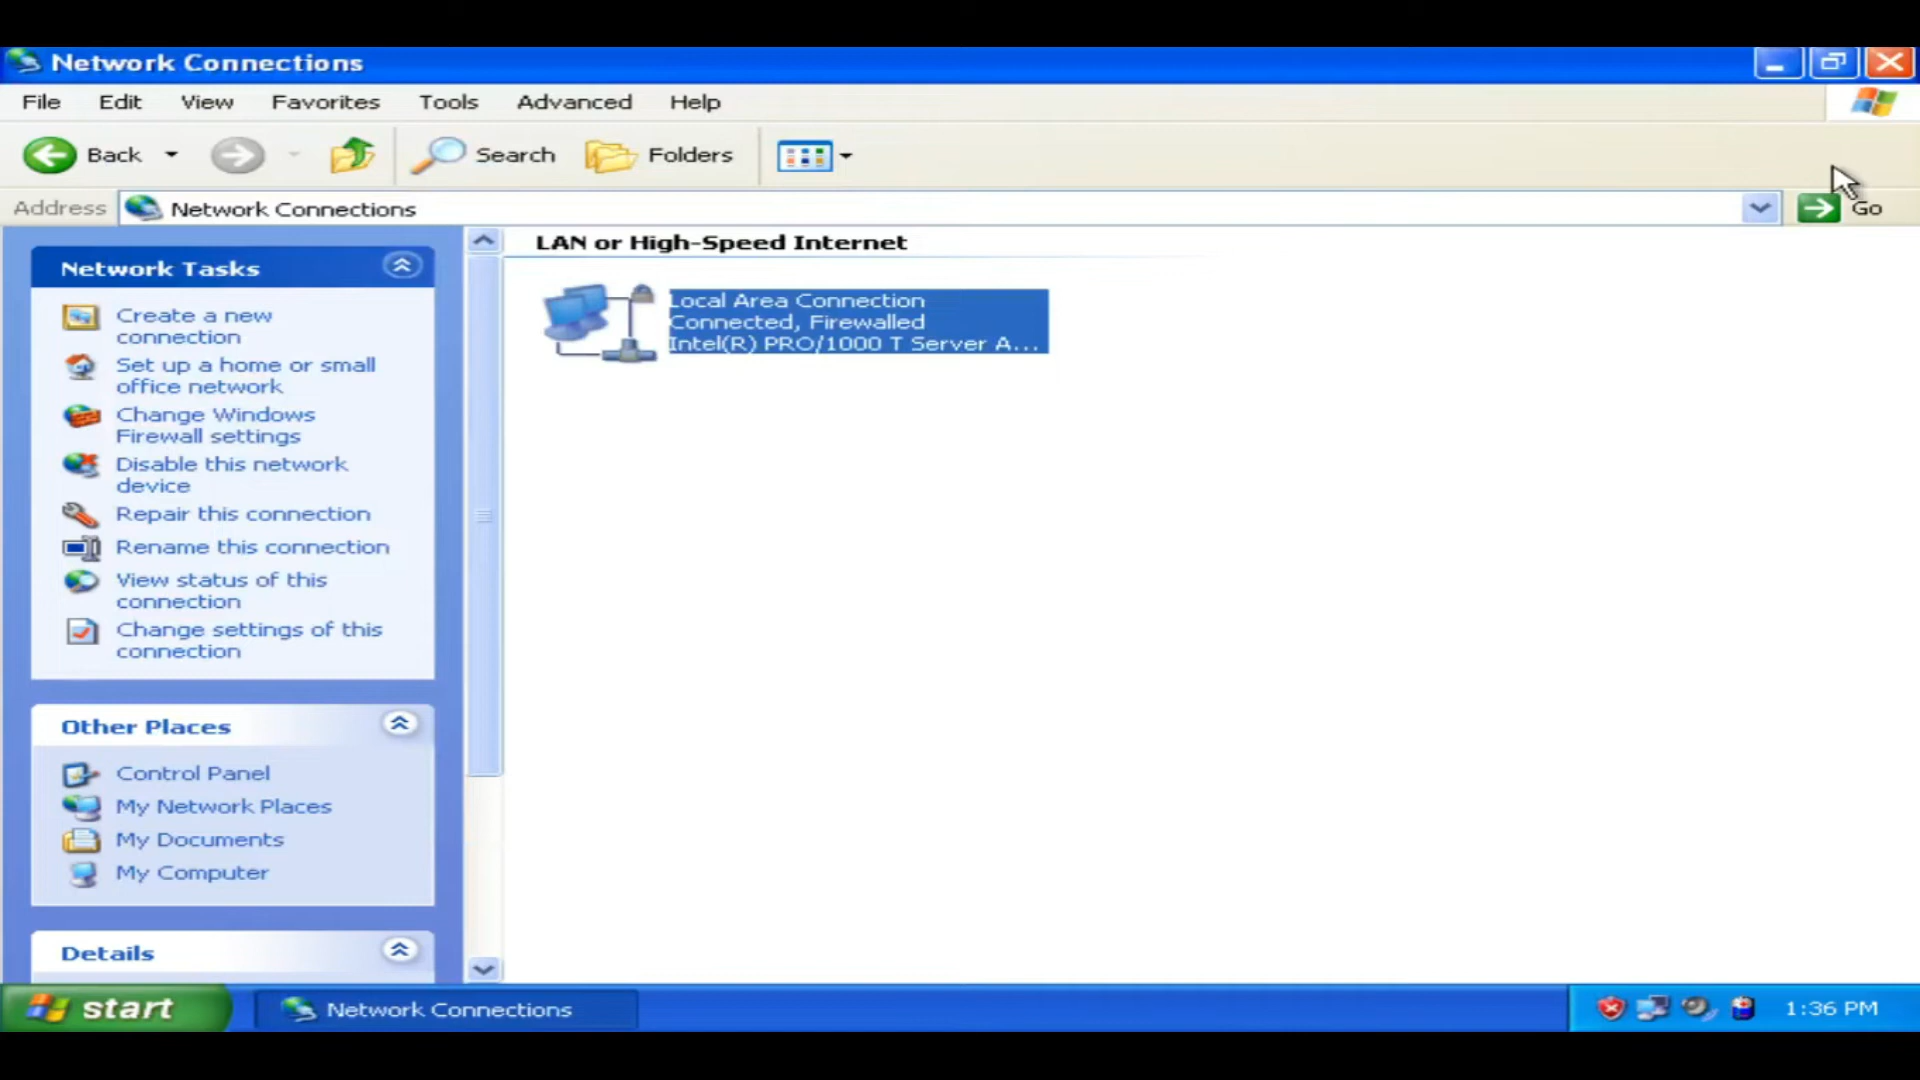 Network Connections
File Edit View Favorites Tools Advanced Help
Back Search Folders
Address Network Connections Go
Network Tasks
Create a new
connection
Set up a home or small
office network
Change Windows
Firewall settings
Disable this network
device
Repair this connection
Rename this connection
View status of this
connection
Change settings of this
connection
Other Places
Control Panel
My Network Places
My Documents
My Computer
Details
LAN or High-Speed Internet
Local Area Connection
Connected, Firewalled
Intel(R) PRO/1000 T Server A...
start Network Connections 1:36 PM